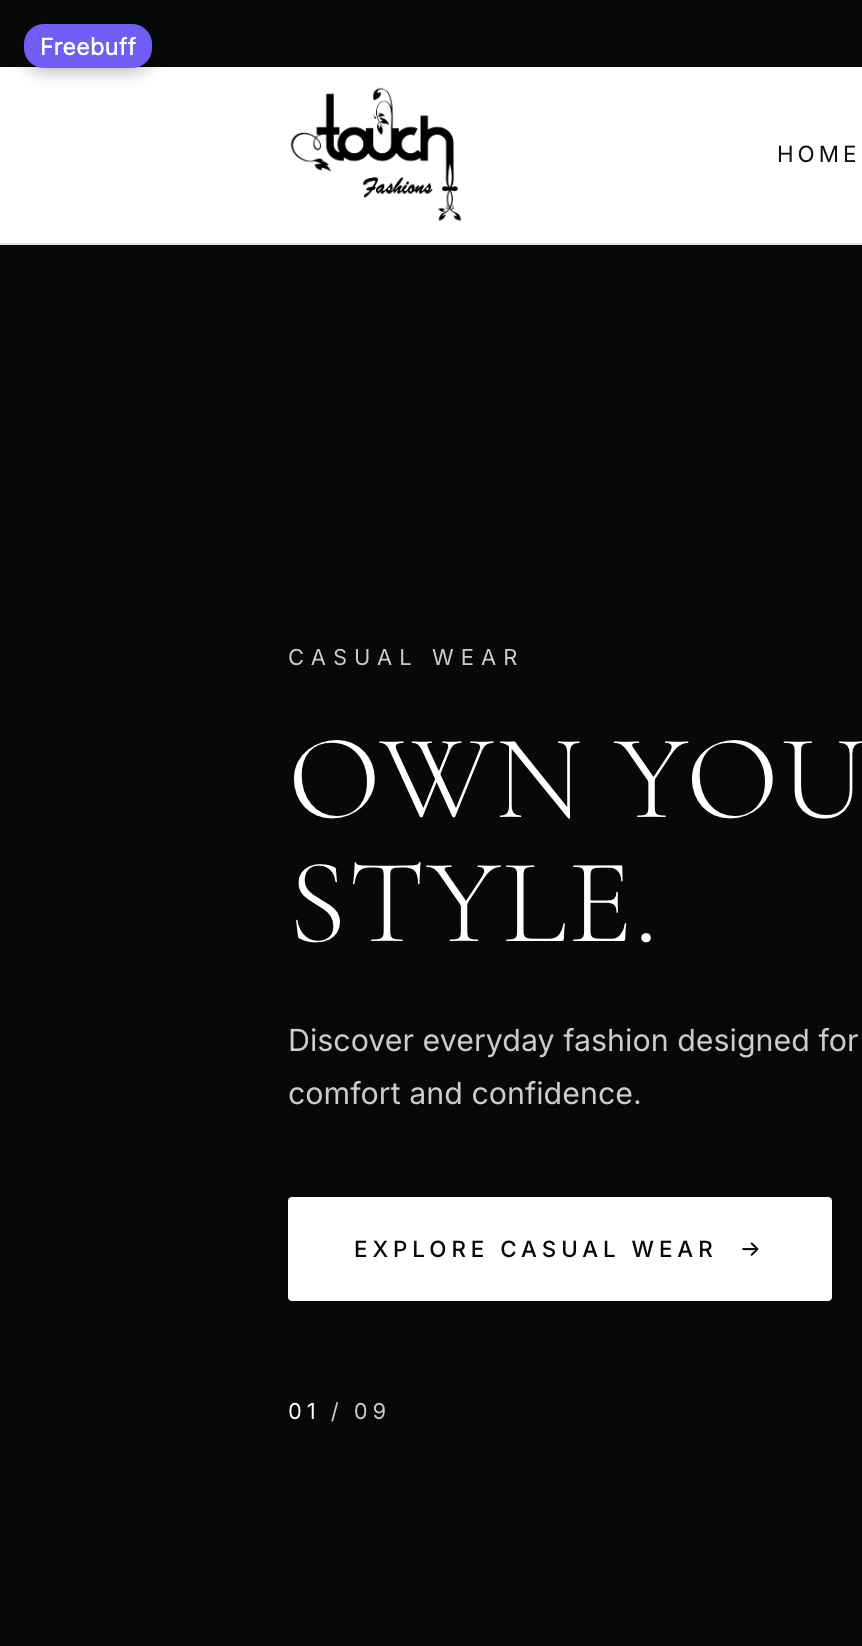 Freebuff
touch
Fashions
HOME
CASUAL WEAR
OWN YOU
STYLE.
Discover everyday fashion designed for
comfort and confidence.
EXPLORE CASUAL WEAR →
01 / 09